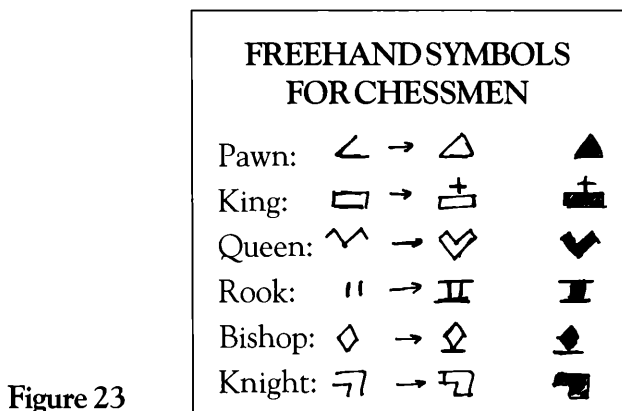 FREEHAND SYMBOLS
FOR CHESSMEN
Pawn:
King:
Queen:
Rook:
Bishop:
Knight:
Figure 23